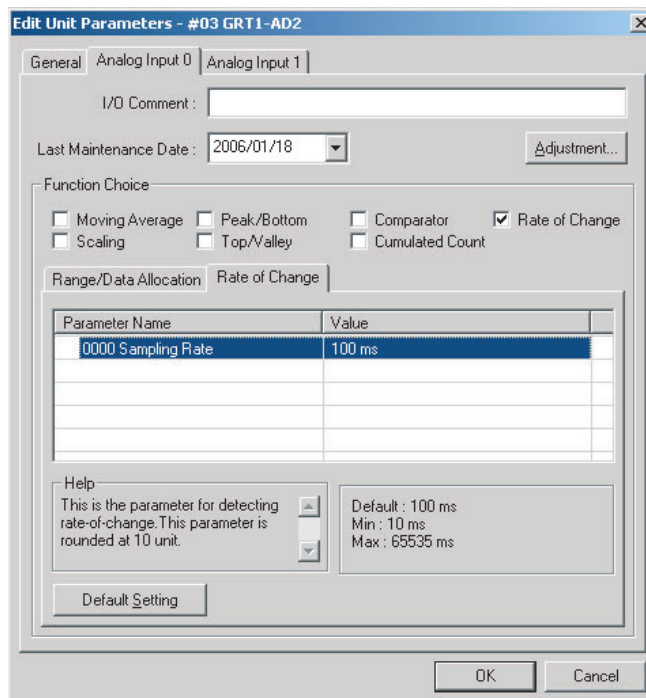 Edit Unit Parameters - #03 GRT1-AD2
General Analog Input 0 Analog Input 1
I/O Comment :
Last Maintenance Date : 2006/01/18 Adjustment...
Function Choice
Moving Average Peak/Bottom Comparator Rate of Change
Scaling Top/Valley Cumulated Count
Range/Data Allocation Rate of Change
Parameter Name Value
0000 Sampling Rate 100 ms
Help
This is the parameter for detecting
rate-of-change.This parameter is
rounded at 10 unit.
Default : 100 ms
Min : 10 ms
Max : 65535 ms
Default Setting
OK Cancel